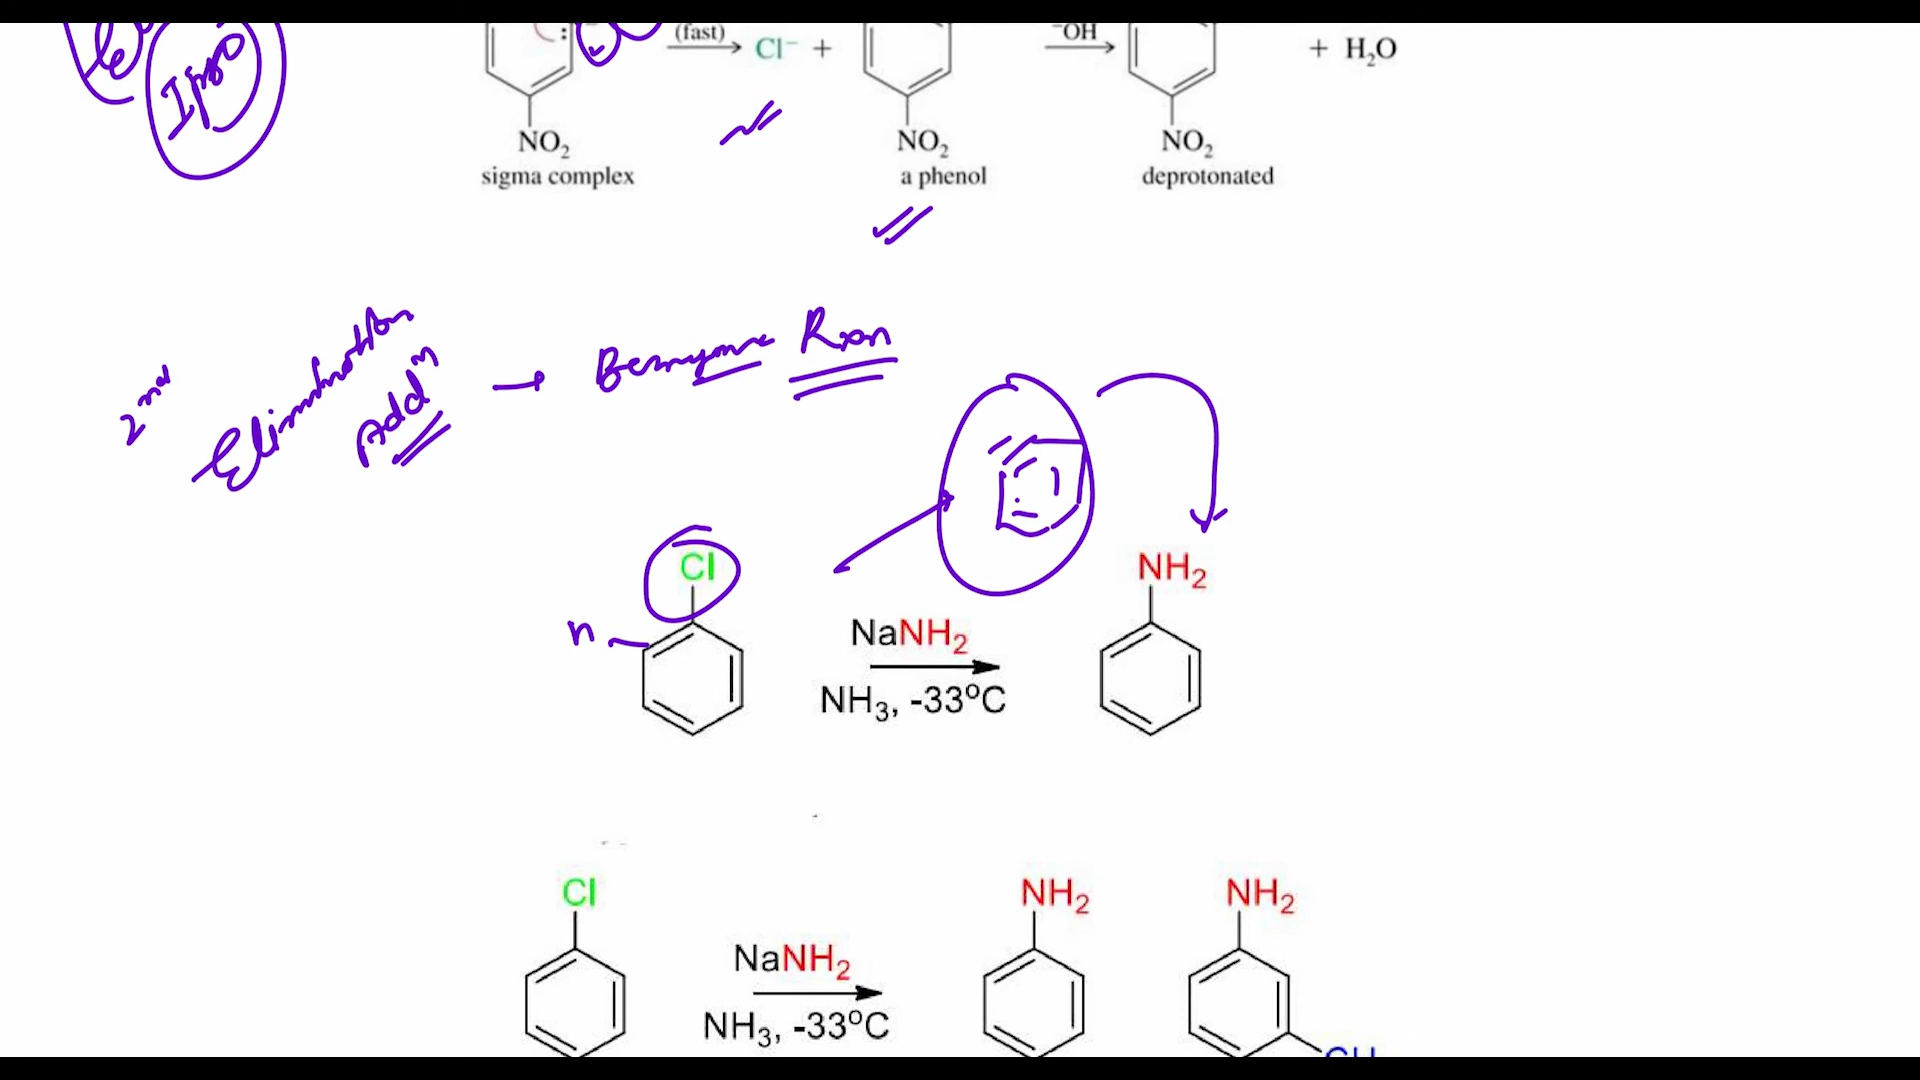 Ipso
(fast)
Cl⁻ +
⁻OH
+ H₂O
NO₂ NO₂ NO₂
sigma complex a phenol deprotonated
2nd Elimination Addⁿ → Benzyne Rxn
Cl
NH₂
n
NaNH₂
NH₃, -33°C
Cl NH₂ NH₂
NaNH₂
NH₃, -33°C